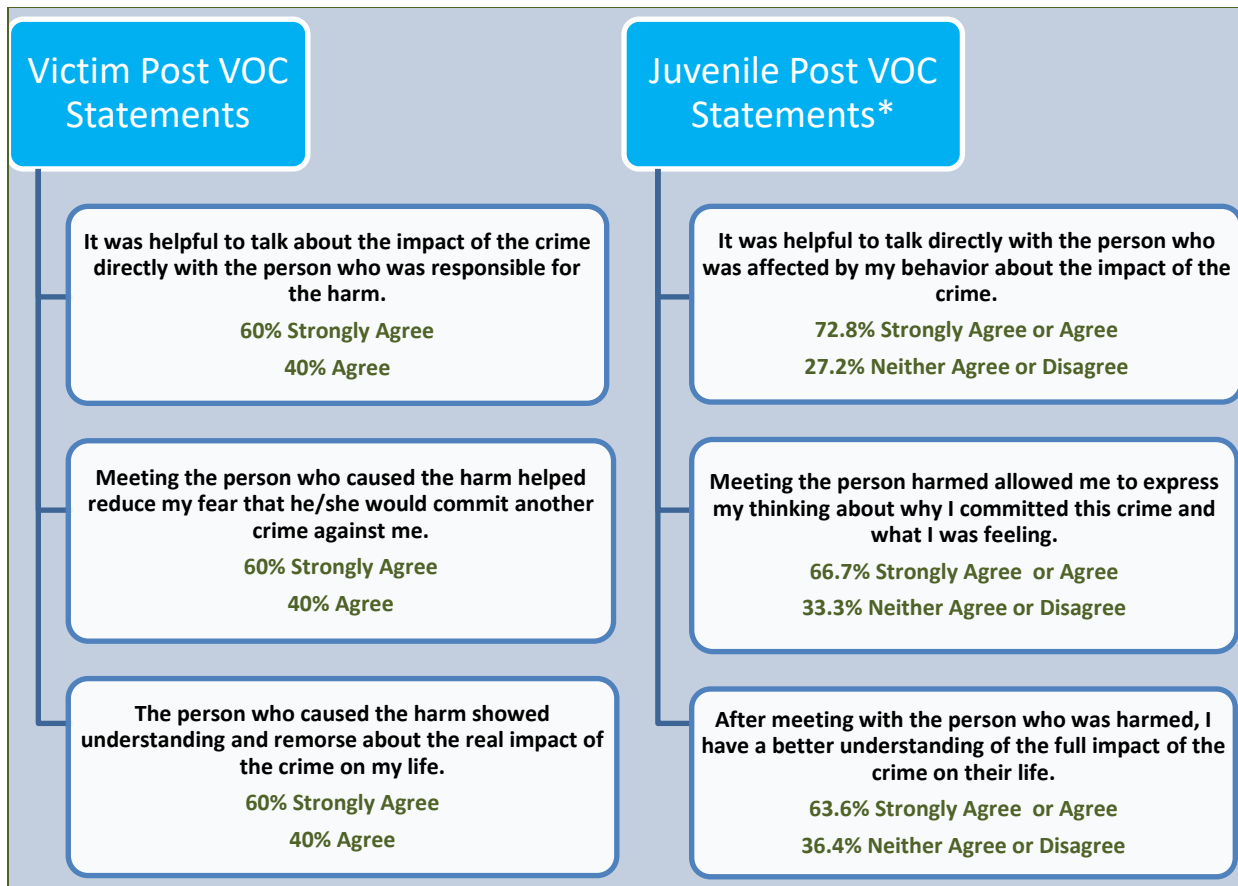 Victim Post VOC
Statements
It was helpful to talk about the impact of the crime
directly with the person who was responsible for
the harm.
60% Strongly Agree
40% Agree
Meeting the person who caused the harm helped
reduce my fear that he/she would commit another
crime against me.
60% Strongly Agree
40% Agree
The person who caused the harm showed
understanding and remorse about the real impact of
the crime on my life.
60% Strongly Agree
40% Agree
Juvenile Post VOC
Statements*
It was helpful to talk directly with the person who
was affected by my behavior about the impact of the
crime.
72.8% Strongly Agree or Agree
27.2% Neither Agree or Disagree
Meeting the person harmed allowed me to express
my thinking about why I committed this crime and
what I was feeling.
66.7% Strongly Agree or Agree
33.3% Neither Agree or Disagree
After meeting with the person who was harmed, I
have a better understanding of the full impact of the
crime on their life.
63.6% Strongly Agree or Agree
36.4% Neither Agree or Disagree